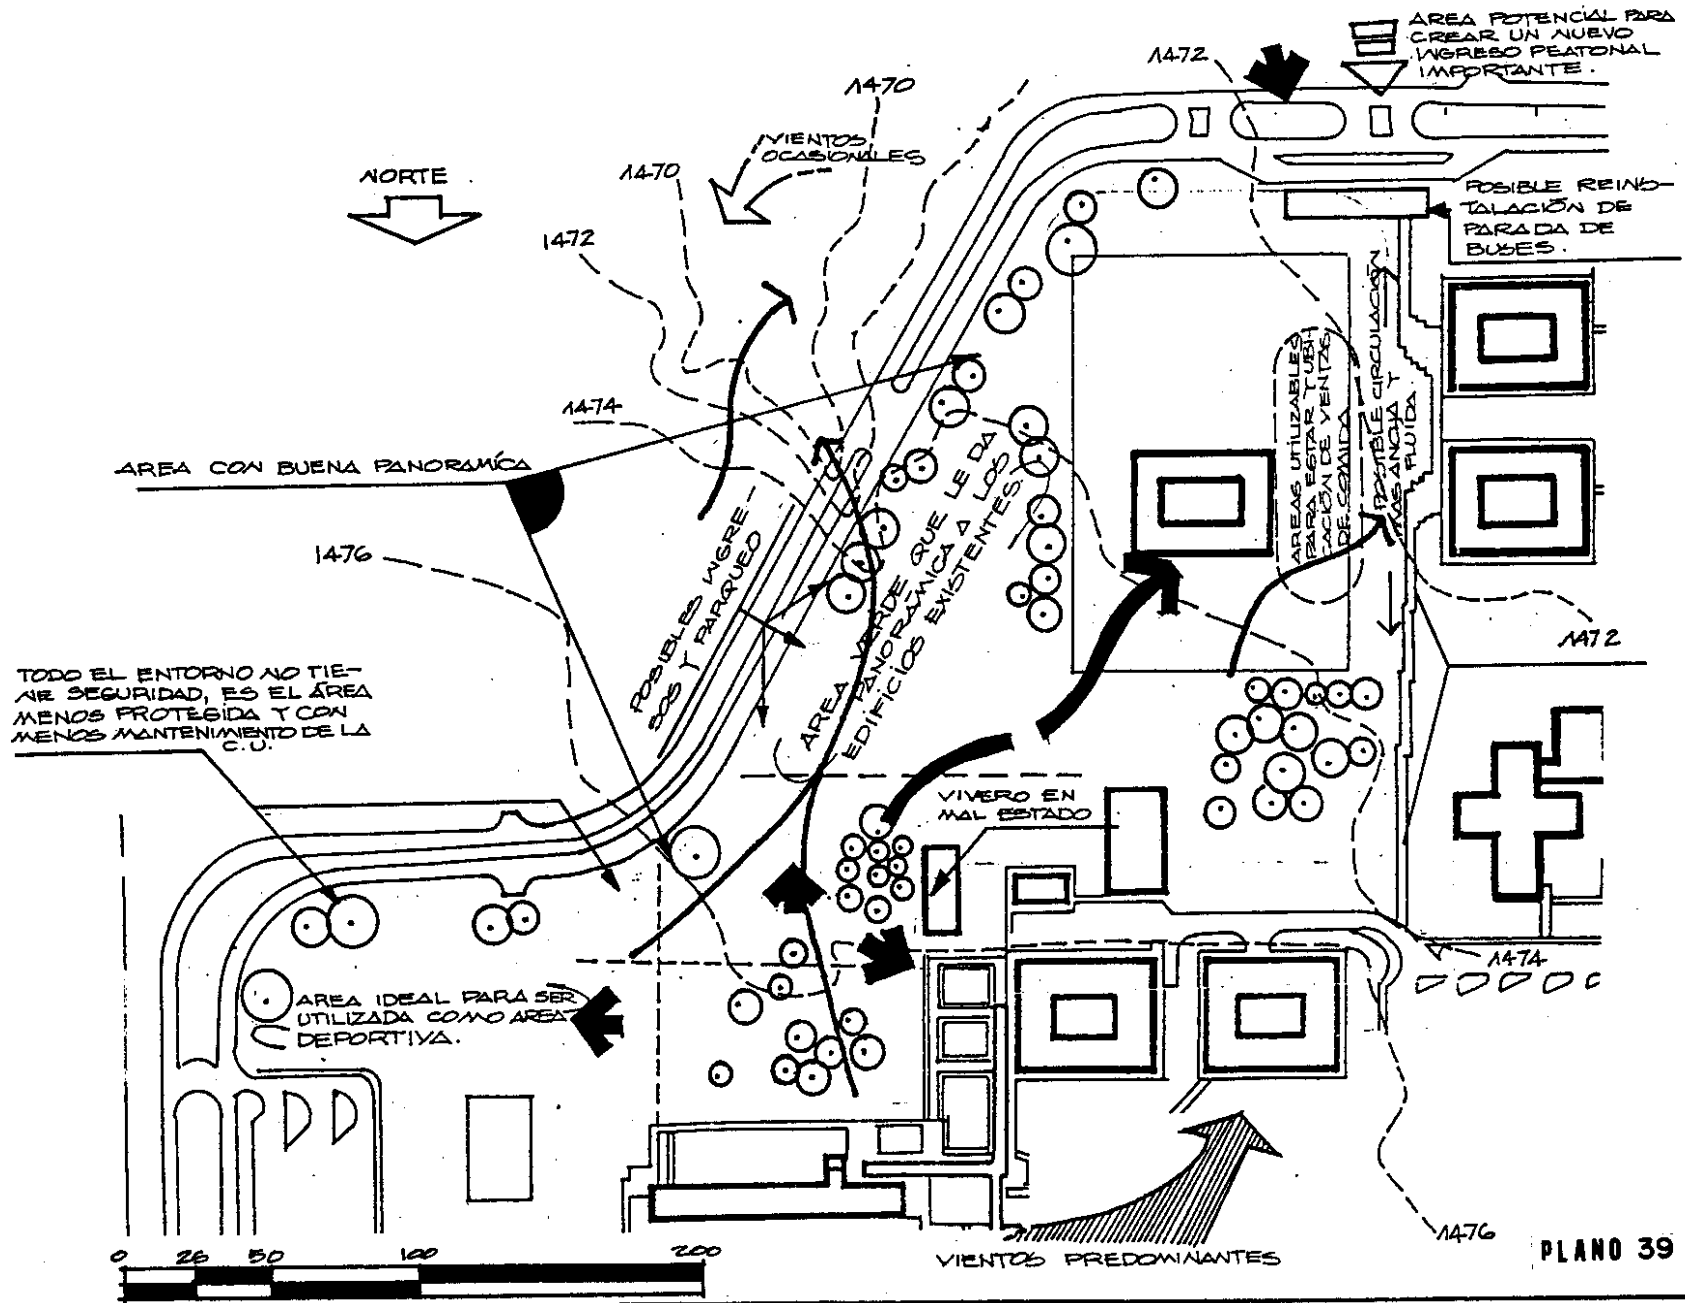 AREA POTENCIAL PARA
CREAR UN NUEVO
INGRESO PEATONAL
IMPORTANTE.
1472
1470
VIENTOS
OCASIONALES
1470
NORTE
1472
POSIBLE REINS-
TALACIÓN DE
PARADA DE
BUSES.
1474
AREA CON BUENA PANORAMÍCA
1476
POSIBLES INGRE-
SOS Y PARQUEO
AREA VERDE QUE LE DA
PANORÁMICA A LOS
EDIFICIOS EXISTENTES.
AREAS UTILIZABLES
PARA ESTAR Y UBI-
CACIÓN DE VENTAS
DE COMIDA
POSIBLE CIRCULACIÓN
MAS ANCHA Y
FLUIDA.
1472
TODO EL ENTORNO NO TIE-
NE SEGURIDAD, ES EL ÁREA
MENOS PROTEGIDA Y CON
MENOS MANTENIMIENTO DE LA
C.U.
VIVERO EN
MAL ESTADO
1474
AREA IDEAL PARA SER
UTILIZADA COMO AREA
DEPORTIVA.
0 25 50 100 200
VIENTOS PREDOMINANTES
1476
PLANO 39